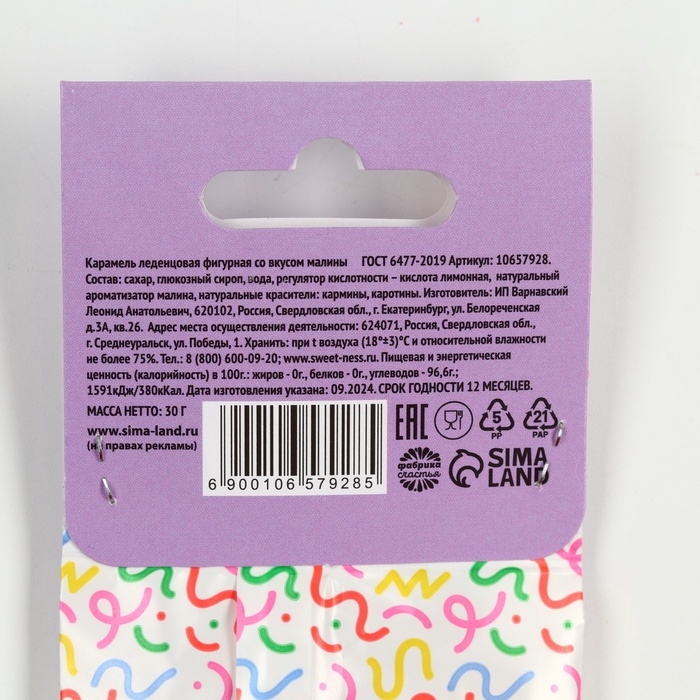 Карамель леденцовая фигурная со вкусом малины ГОСТ 6477-2019 Артикул: 10657928.
Состав: сахар, глюкозный сироп, вода, регулятор кислотности – кислота лимонная, натуральный
ароматизатор малина, натуральные красители: кармины, каротины. Изготовитель: ИП Варнавский
Леонид Анатольевич, 620102, Россия, Свердловская обл., г. Екатеринбург, ул. Белореченская
д.3А, кв.26. Адрес места осуществления деятельности: 624071, Россия, Свердловская обл.,
г. Среднеуральск, ул. Победы, 1. Хранить: при t воздуха (18°±3)°С и относительной влажности
не более 75%. Тел.: 8 (800) 600-09-20; www.sweet-ness.ru. Пищевая и энергетическая
ценность (калорийность) в 100г.: жиров - 0г., белков - 0г., углеводов - 96,6г.;
1591кДж/380кКал. Дата изготовления указана: 09.2024. СРОК ГОДНОСТИ 12 МЕСЯЦЕВ.
МАССА НЕТТО: 30 Г
www.sima-land.ru
(на правах рекламы)
6 900106 579285
EAC
5
PP
21
PAP
фабрика
счастья
SIMA
LAND